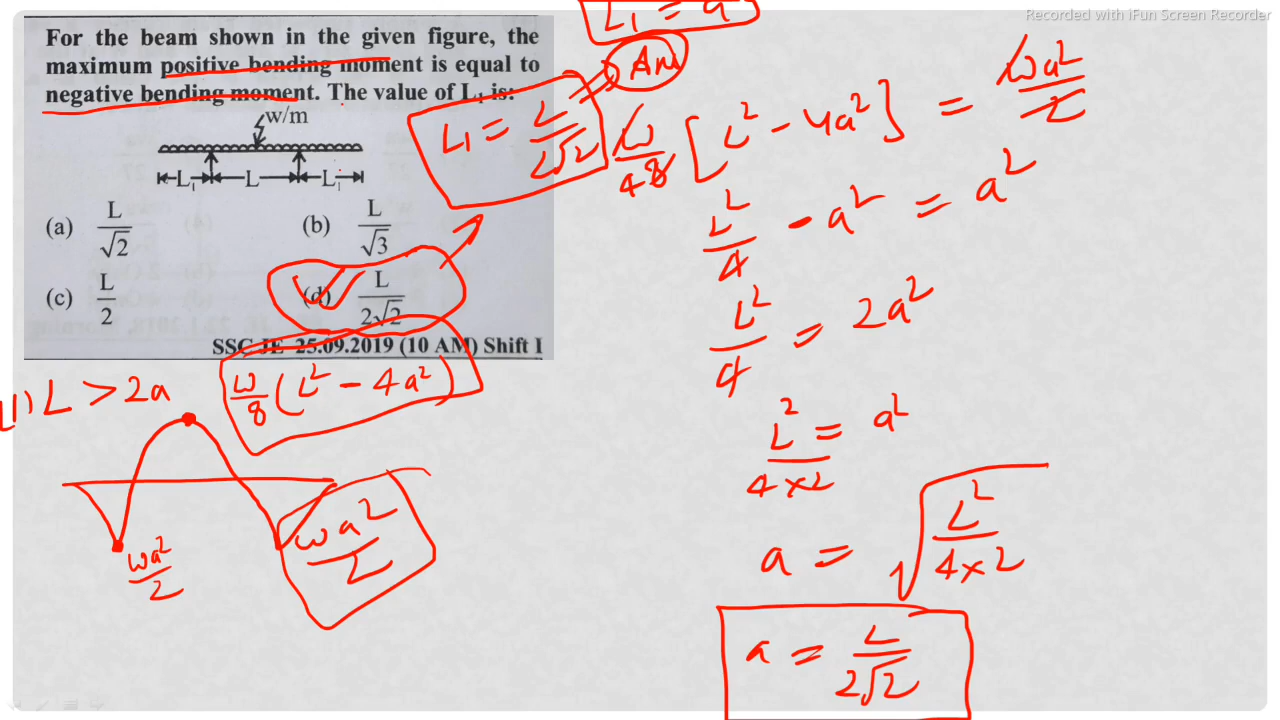 Recorded with iFun Screen Recorder
L₁ = a
For the beam shown in the given figure, the
maximum positive bending moment is equal to
negative bending moment. The value of L₁ is:
w/m
L₁ L L₁
(a) L/√2 (b) L/√3
(c) L/2 (d) L/2√2
SSC JE 25.09.2019 (10 AM) Shift I
L₁ = L/2√2 Ans
w/48 [L² - 4a²] = wa²/2
L²/4 - a² = a²
L²/4 = 2a²
L²/4×2 = a²
a = √L²/4×2
a = L/2√2
(1) L > 2a
w/8 (L² - 4a²)
wa²/2
wa²/2